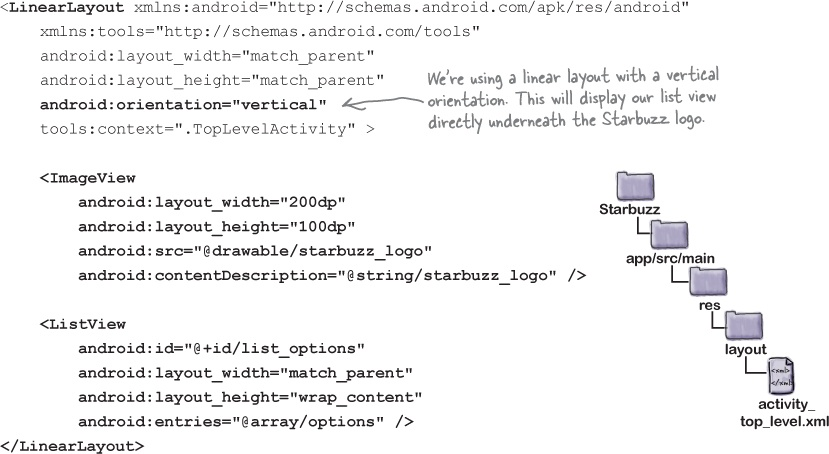 <LinearLayout xmlns:android="http://schemas.android.com/apk/res/android"
xmlns:tools="http://schemas.android.com/tools"
android:layout_width="match_parent"
android:layout_height="match_parent"
android:orientation="vertical"
tools:context=".TopLevelActivity" >
We're using a linear layout with a vertical
orientation. This will display our list view
directly underneath the Starbuzz logo.
<ImageView
android:layout_width="200dp"
android:layout_height="100dp"
android:src="@drawable/starbuzz_logo"
android:contentDescription="@string/starbuzz_logo" />
<ListView
android:id="@+id/list_options"
android:layout_width="match_parent"
android:layout_height="wrap_content"
android:entries="@array/options" />
</LinearLayout>
Starbuzz
app/src/main
res
layout
<xml>
</xml>
activity_
top_level.xml